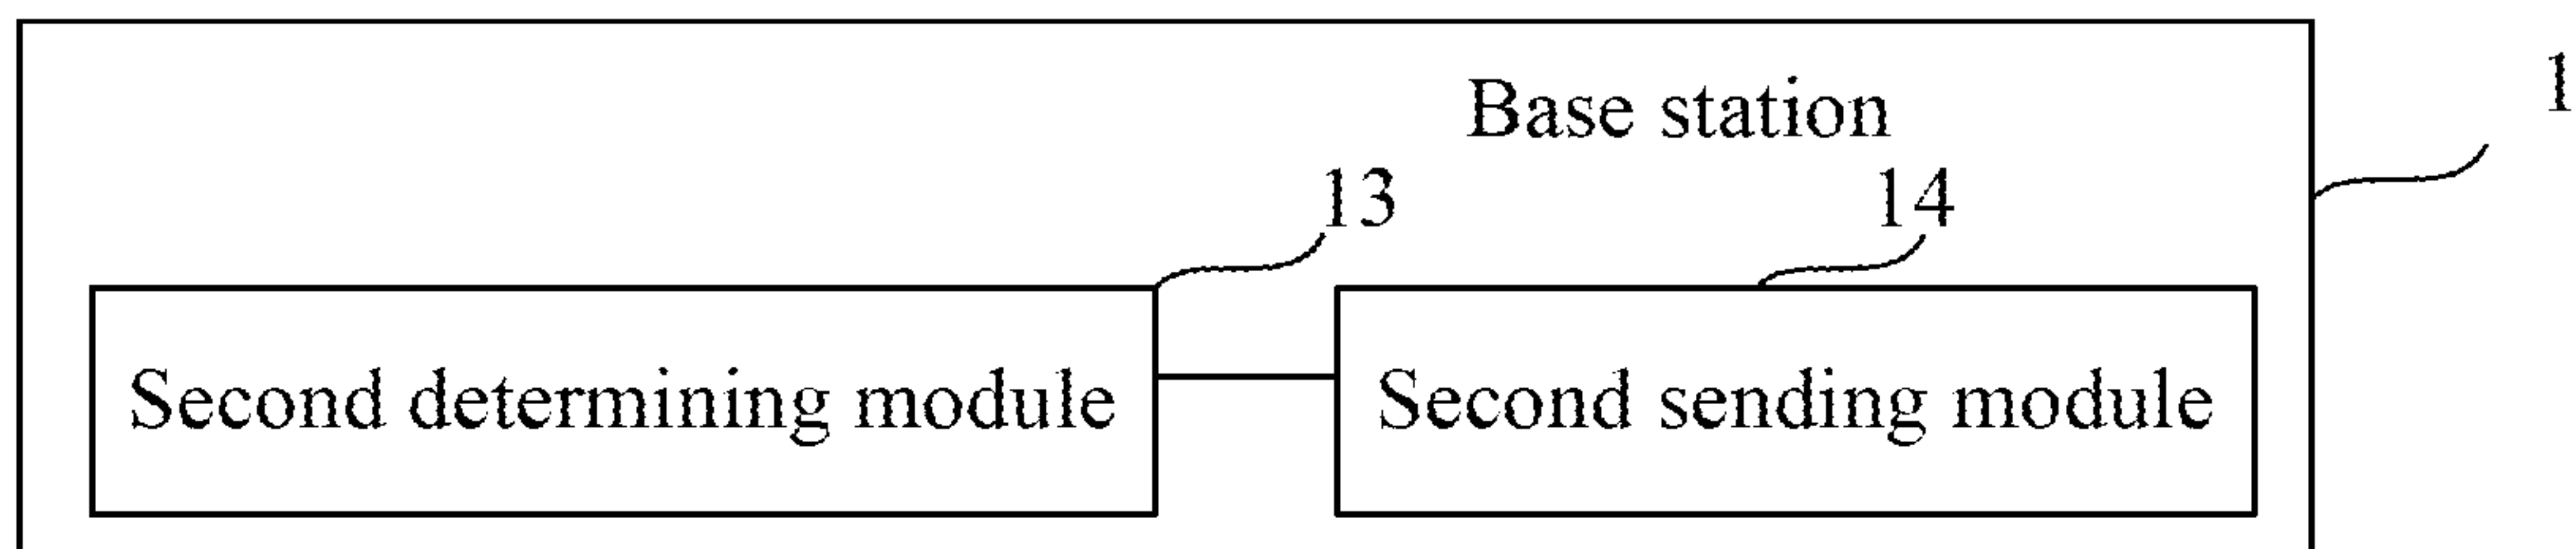 1
Base station
13 14
Second determining module Second sending module